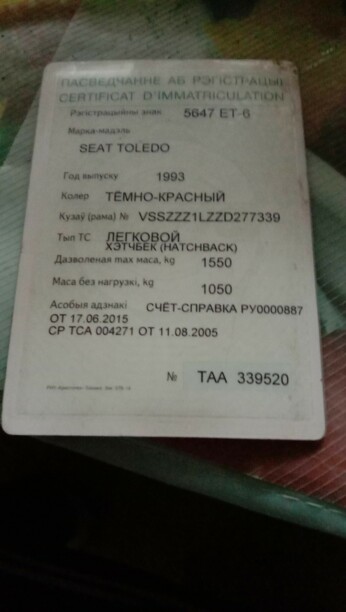 ПАСВЕДЧАННЕ АБ РЭГІСТРАЦЫІ
CERTIFICAT D'IMMATRICULATION
Рэгістрацыйны знак 5647 ЕТ-6
Марка-мадэль
SEAT TOLEDO
Год выпуску 1993
Колер ТЁМНО-КРАСНЫЙ
Кузаў (рама) № VSSZZZ1LZZD277339
Тып ТС ЛЕГКОВОЙ
ХЭТЧБЕК (HATCHBACK)
Дазволеная max маса, kg 1550
Маса без нагрузкі, kg 1050
Асобыя адзнакі СЧЁТ-СПРАВКА РУ0000887
ОТ 17.06.2015
СР ТСА 004271 ОТ 11.08.2005
№ ТАА 339520